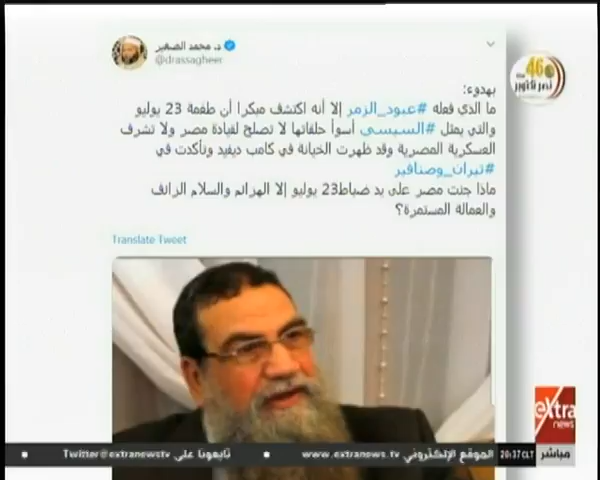 د. محمد الصغير
@drassagheer
بهدوء:
ما الذي فعله #عبود_الزمر إلا أنه اكتشف مبكرا أن طغمة 23 يوليو
والتي يمثل #السيسي أسوأ حلقاتها لا تصلح لقيادة مصر ولا تشرف
العسكرية المصرية وقد ظهرت الخيانة في كامب ديفيد وتأكدت في
#تيران_وصنافير
ماذا جنت مصر على يد ضباط23 يوليو إلا الهزائم والسلام الزائف
والعمالة المستمرة؟
Translate Tweet
46
extra
news
مباشر
20:37 CLT
الموقع الإلكتروني www.extranews.tv
تابعونا على Twitter@extranewstv